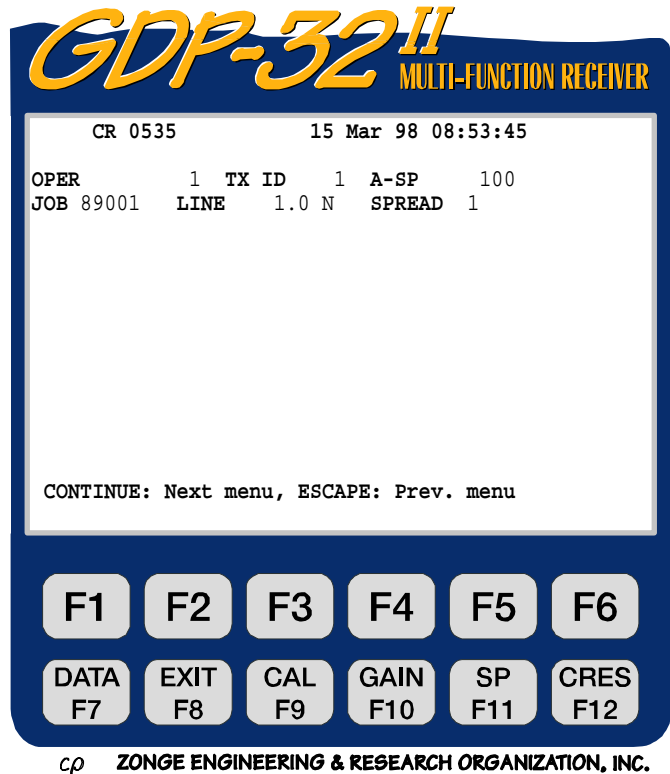 GDP-32 II
MULTI-FUNCTION RECEIVER
CR 0535 15 Mar 98 08:53:45
OPER 1 TX ID 1 A-SP 100
JOB 89001 LINE 1.0 N SPREAD 1
CONTINUE: Next menu, ESCAPE: Prev. menu
F1 F2 F3 F4 F5 F6
DATA EXIT CAL GAIN SP CRES
F7 F8 F9 F10 F11 F12
cρ ZONGE ENGINEERING & RESEARCH ORGANIZATION, INC.